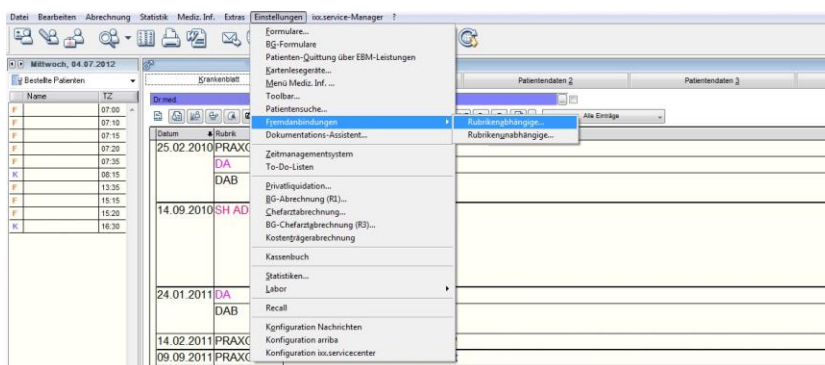 Datei Bearbeiten Abrechnung Statistik Mediz. Inf. Extras Einstellungen ixx.service-Manager ?
Mittwoch, 04.07.2012
Bestellte Patienten
Name TZ
F 07:00
F 07:10
F 07:15
F 07:20
F 07:35
K 08:15
F 13:35
F 15:15
F 15:20
K 16:30
Krankenblatt
Patientendaten 2
Patientendaten 3
Dr.med.
Alle Einträge
Datum Rubrik
25.02.2010 PRAX
DA
DAB
14.09.2010 SH AD
24.01.2011 DA
DAB
14.02.2011 PRAX
09.09.2011 PRAX
Formulare...
BG-Formulare
Patienten-Quittung über EBM-Leistungen
Kartenlesegeräte...
Menü Mediz. Inf. ...
Toolbar...
Patientensuche...
Fremdanbindungen
Rubrikenabhängige...
Rubrikenunabhängige...
Dokumentations-Assistent...
Zeitmanagementsystem
To-Do-Listen
Privatliquidation...
BG-Abrechnung (R1)...
Chefarztabrechnung...
BG-Chefarztabrechnung (R3)...
Kostenträgerabrechnung
Kassenbuch
Statistiken...
Labor
Recall
Konfiguration Nachrichten
Konfiguration arriba
Konfiguration ixx.servicecenter